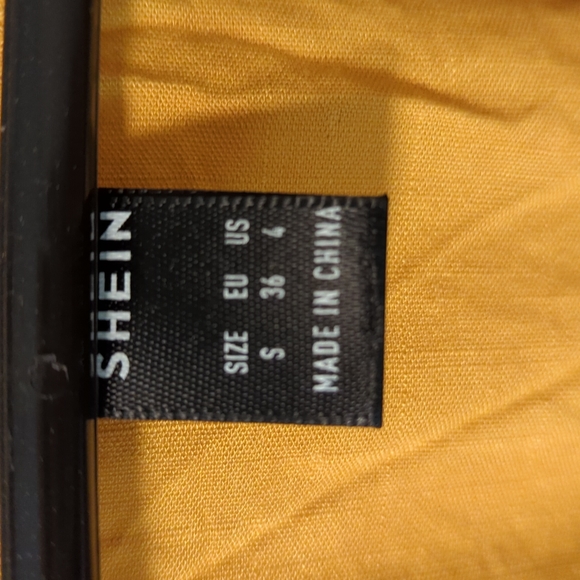 SHEIN
SIZE EU US
S 36 4
MADE IN CHINA